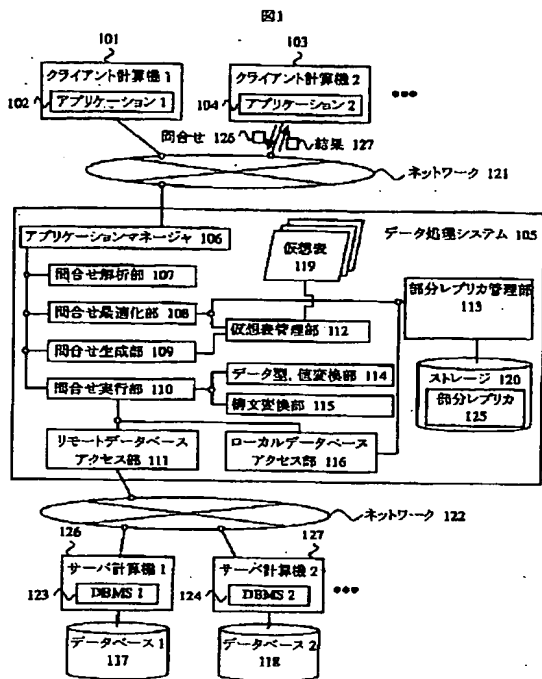 図1
101
103
クライアント計算機 1
102 アプリケーション 1
クライアント計算機 2
104 アプリケーション 2
•••
問合せ 126
結果 127
ネットワーク 121
アプリケーションマネージャ 106
仮想表
119
データ処理システム 105
問合せ解析部 107
問合せ最適化部 108
問合せ生成部 109
問合せ実行部 110
仮想表管理部 112
部分レプリカ管理部
113
データ型, 値変換部 114
構文変換部 115
ストレージ 120
部分レプリカ
125
リモートデータベース
アクセス部 111
ローカルデータベース
アクセス部 116
ネットワーク 122
126
127
サーバ計算機 1
123 DBMS 1
サーバ計算機 2
124 DBMS 2
•••
データベース 1
117
データベース 2
118